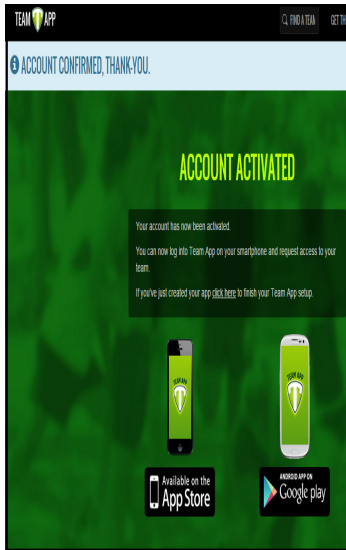 TEAM APP
FIND A TEAM GET TH
ACCOUNT CONFIRMED, THANK-YOU.
ACCOUNT ACTIVATED
Your account has now been activated.
You can now log into Team App on your smartphone and request access to your
team.
If you've just created your app click here to finish your Team App setup.
TEAM APP
TEAM APP
Available on the
App Store
ANDROID APP ON
Google play